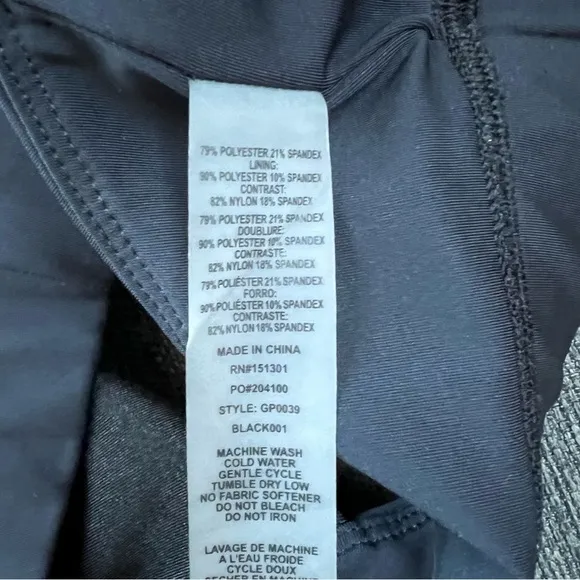 79% POLYESTER 21% SPANDEX
LINING:
90% POLYESTER 10% SPANDEX
CONTRAST:
82% NYLON 18% SPANDEX
79% POLYESTER 21% SPANDEX
DOUBLURE:
90% POLYESTER 10% SPANDEX
CONTRASTE:
82% NYLON 18% SPANDEX
79% POLIÉSTER 21% SPANDEX
FORRO:
90% POLIÉSTER 10% SPANDEX
CONTRASTE:
82% NYLON 18% SPANDEX
MADE IN CHINA
RN#151301
PO#204100
STYLE: GP0039
BLACK001
MACHINE WASH
COLD WATER
GENTLE CYCLE
TUMBLE DRY LOW
NO FABRIC SOFTENER
DO NOT BLEACH
DO NOT IRON
LAVAGE DE MACHINE
A L'EAU FROIDE
CYCLE DOUX
SECHER EN MACHINE